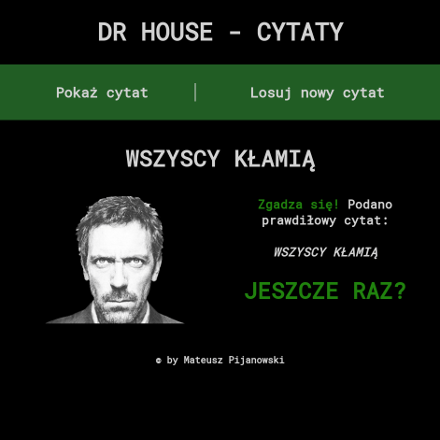 DR HOUSE - CYTATY
Pokaż cytat
Losuj nowy cytat
WSZYSCY KŁAMIĄ
Zgadza się! Podano
prawdiłowy cytat:
WSZYSCY KŁAMIĄ
JESZCZE RAZ?
© by Mateusz Pijanowski